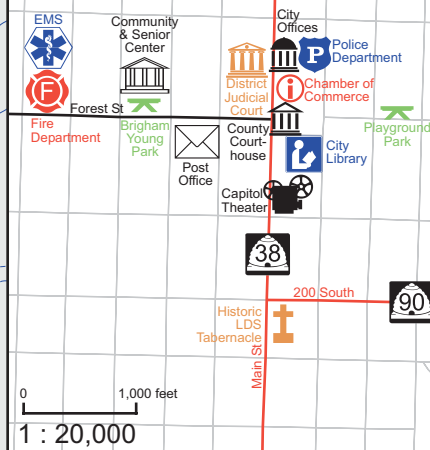 EMS
Community
& Senior
Center
City
Offices
P
Police
Department
District
Judicial
Court
i
Chamber of
Commerce
F
Forest St
Fire
Department
Brigham
Young
Park
Post
Office
County
Court-
house
City
Library
Playground
Park
Capitol
Theater
38
200 South
90
Historic
LDS
Tabernacle
Main St
0
1,000 feet
1 : 20,000